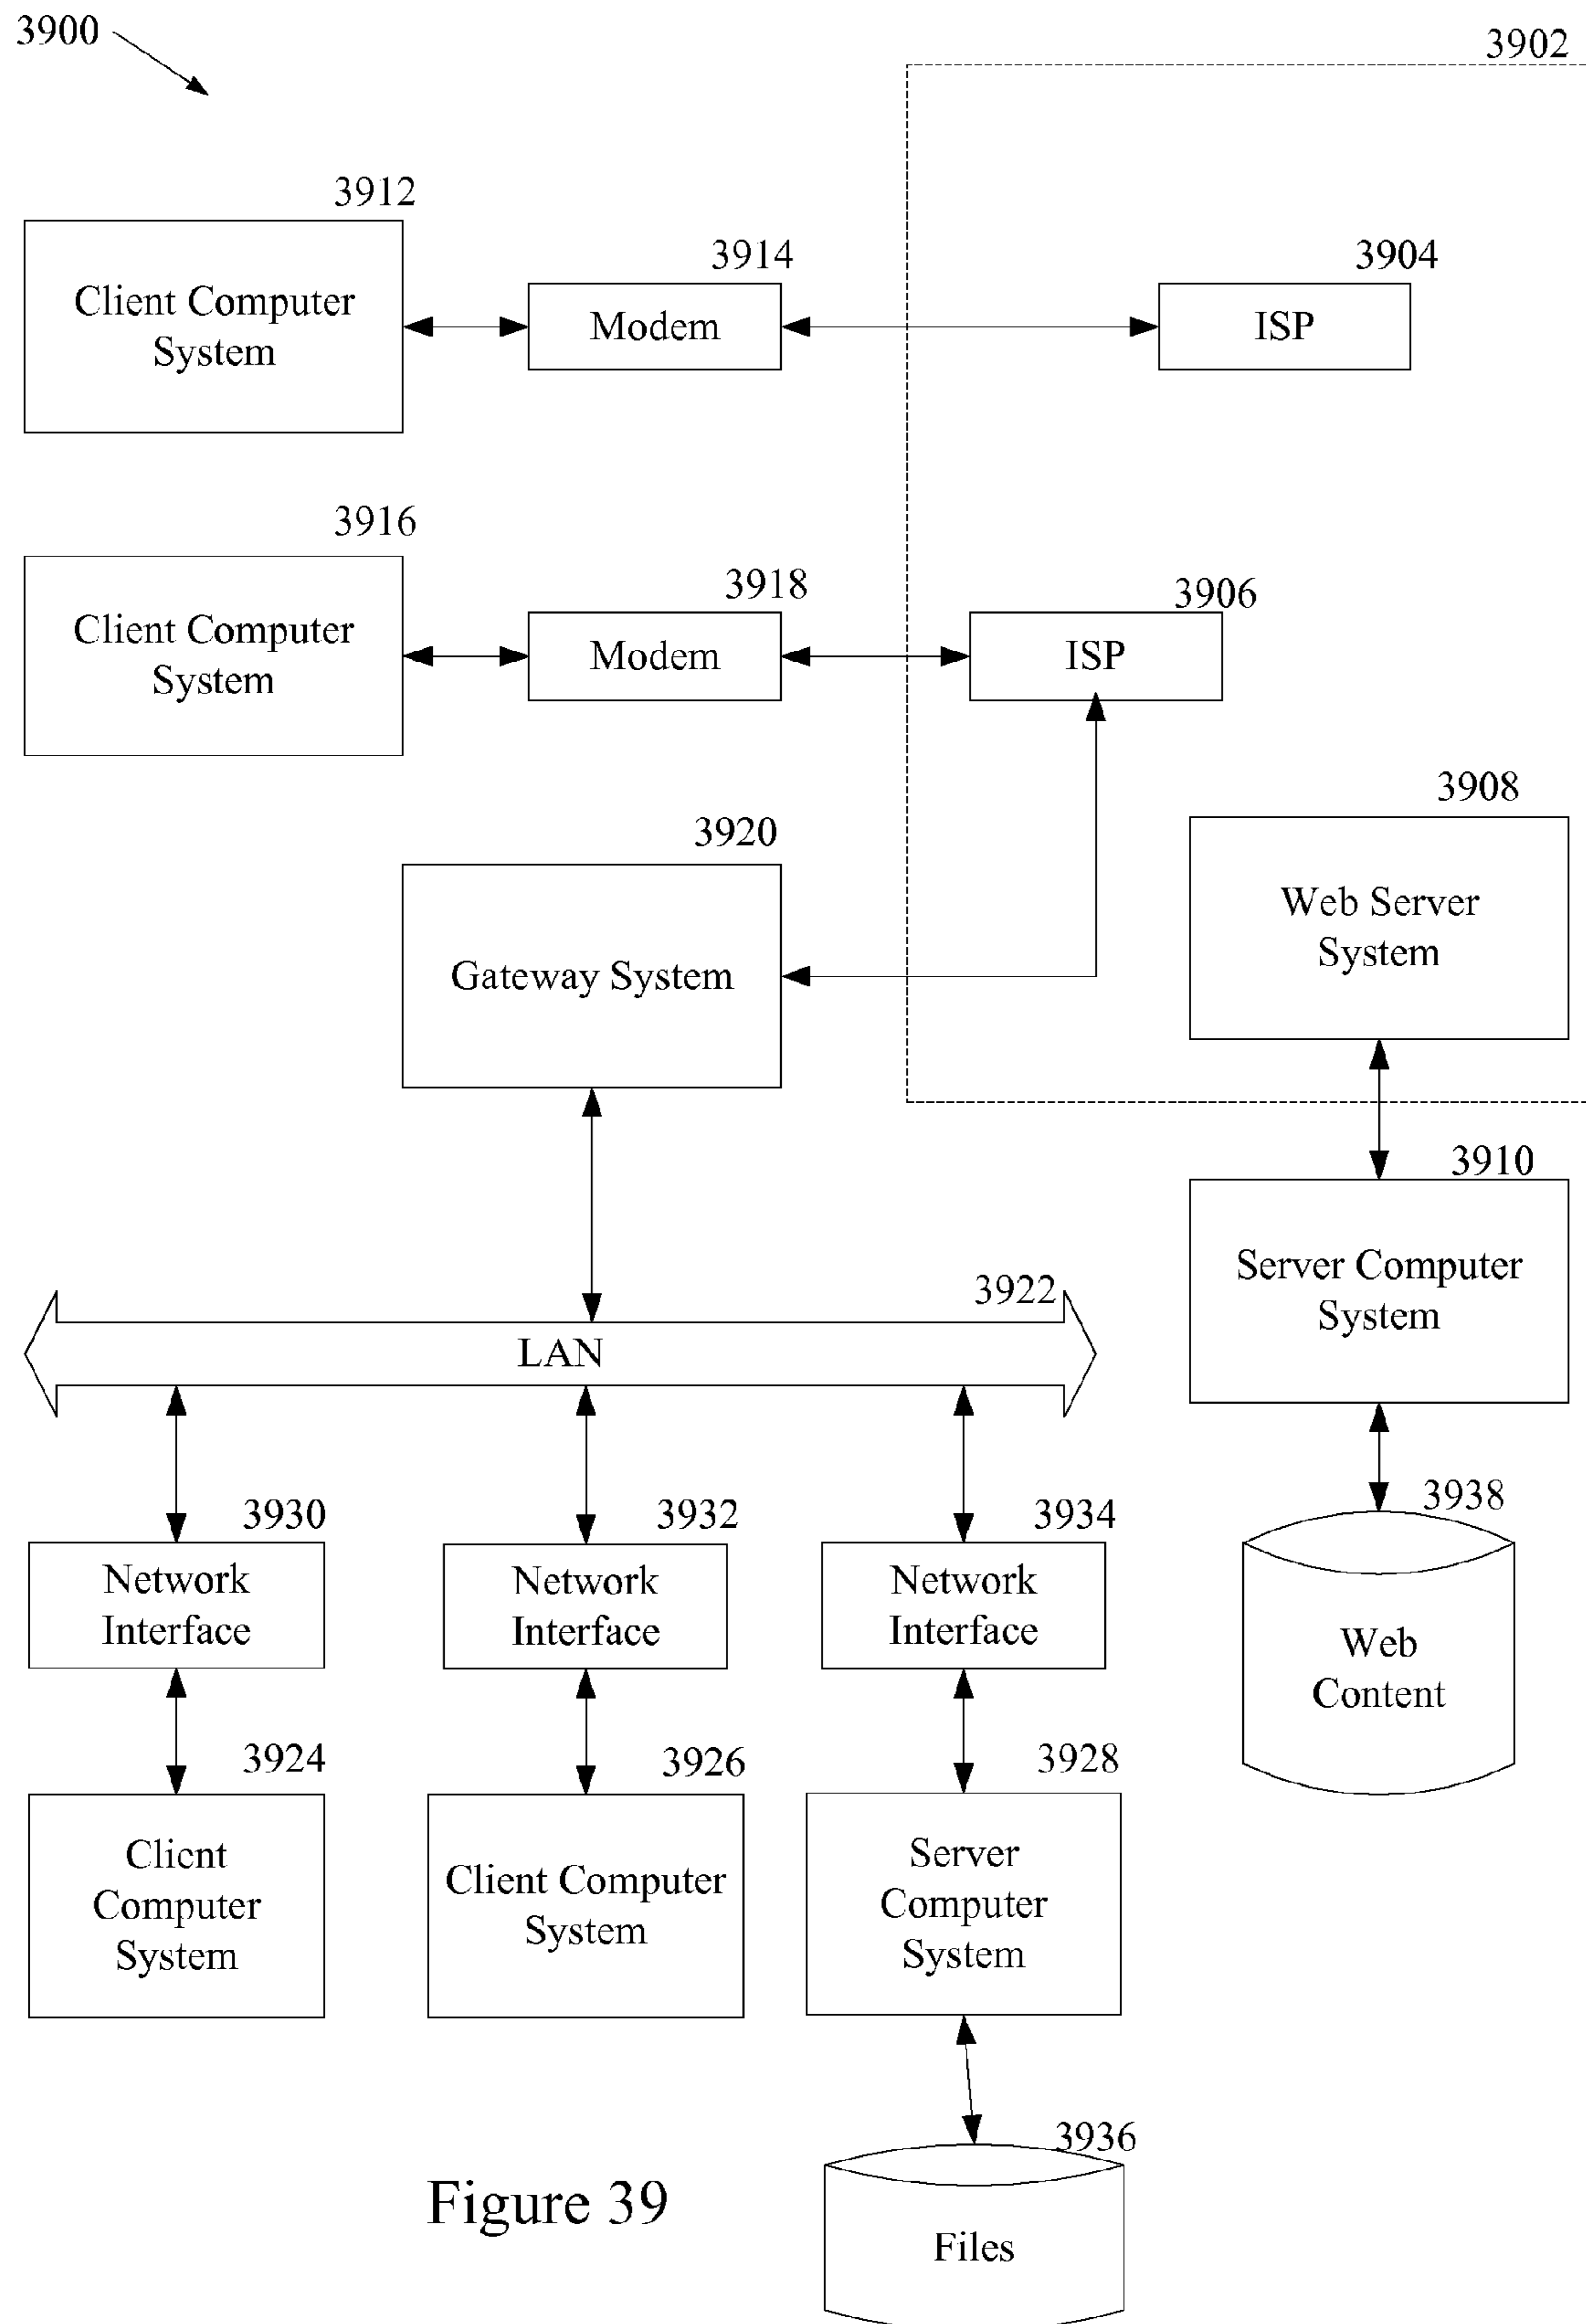 3900
3902
3912
Client Computer
System
3914
Modem
3904
ISP
3916
Client Computer
System
3918
Modem
3906
ISP
3908
Web Server
System
3920
Gateway System
3910
Server Computer
System
3922
LAN
3930
Network
Interface
3932
Network
Interface
3934
Network
Interface
3938
Web
Content
3924
Client
Computer
System
3926
Client Computer
System
3928
Server
Computer
System
3936
Files
Figure 39